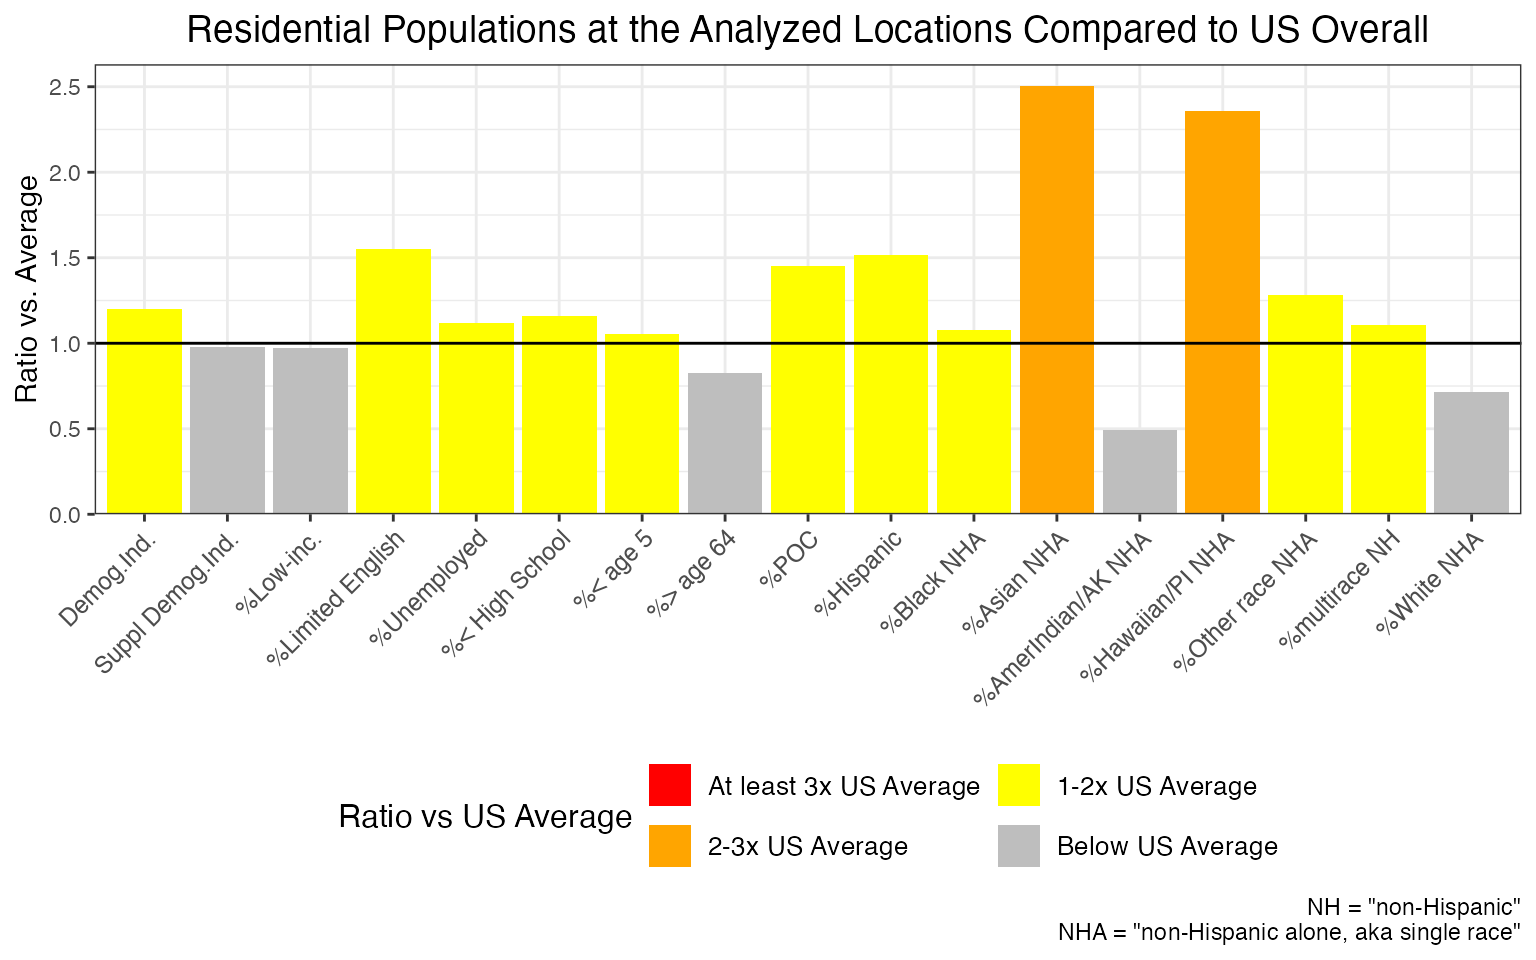 Residential Populations at the Analyzed Locations Compared to US Overall
Ratio vs. Average
2.5
2.0
1.5
1.0
0.5
0.0
Demog.Ind.
Suppl Demog.Ind.
%Low-inc.
%Limited English
%Unemployed
%< High School
%< age 5
%> age 64
%POC
%Hispanic
%Black NHA
%Asian NHA
%AmerIndian/AK NHA
%Hawaiian/PI NHA
%Other race NHA
%multirace NH
%White NHA
Ratio vs US Average
At least 3x US Average
2-3x US Average
1-2x US Average
Below US Average
NH = "non-Hispanic"
NHA = "non-Hispanic alone, aka single race"